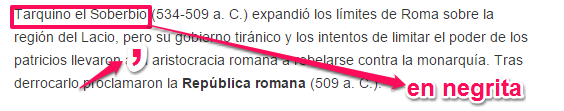 Tarquino el Soberbio (534-509 a. C.) expandió los límites de Roma sobre la
región del Lacio, pero su gobierno tiránico y los intentos de limitar el poder de los
patricios llevaron , aristocracia romana a rebelarse contra la monarquía. Tras
derrocarlo proclamaron la República romana (509 a. C.).
en negrita